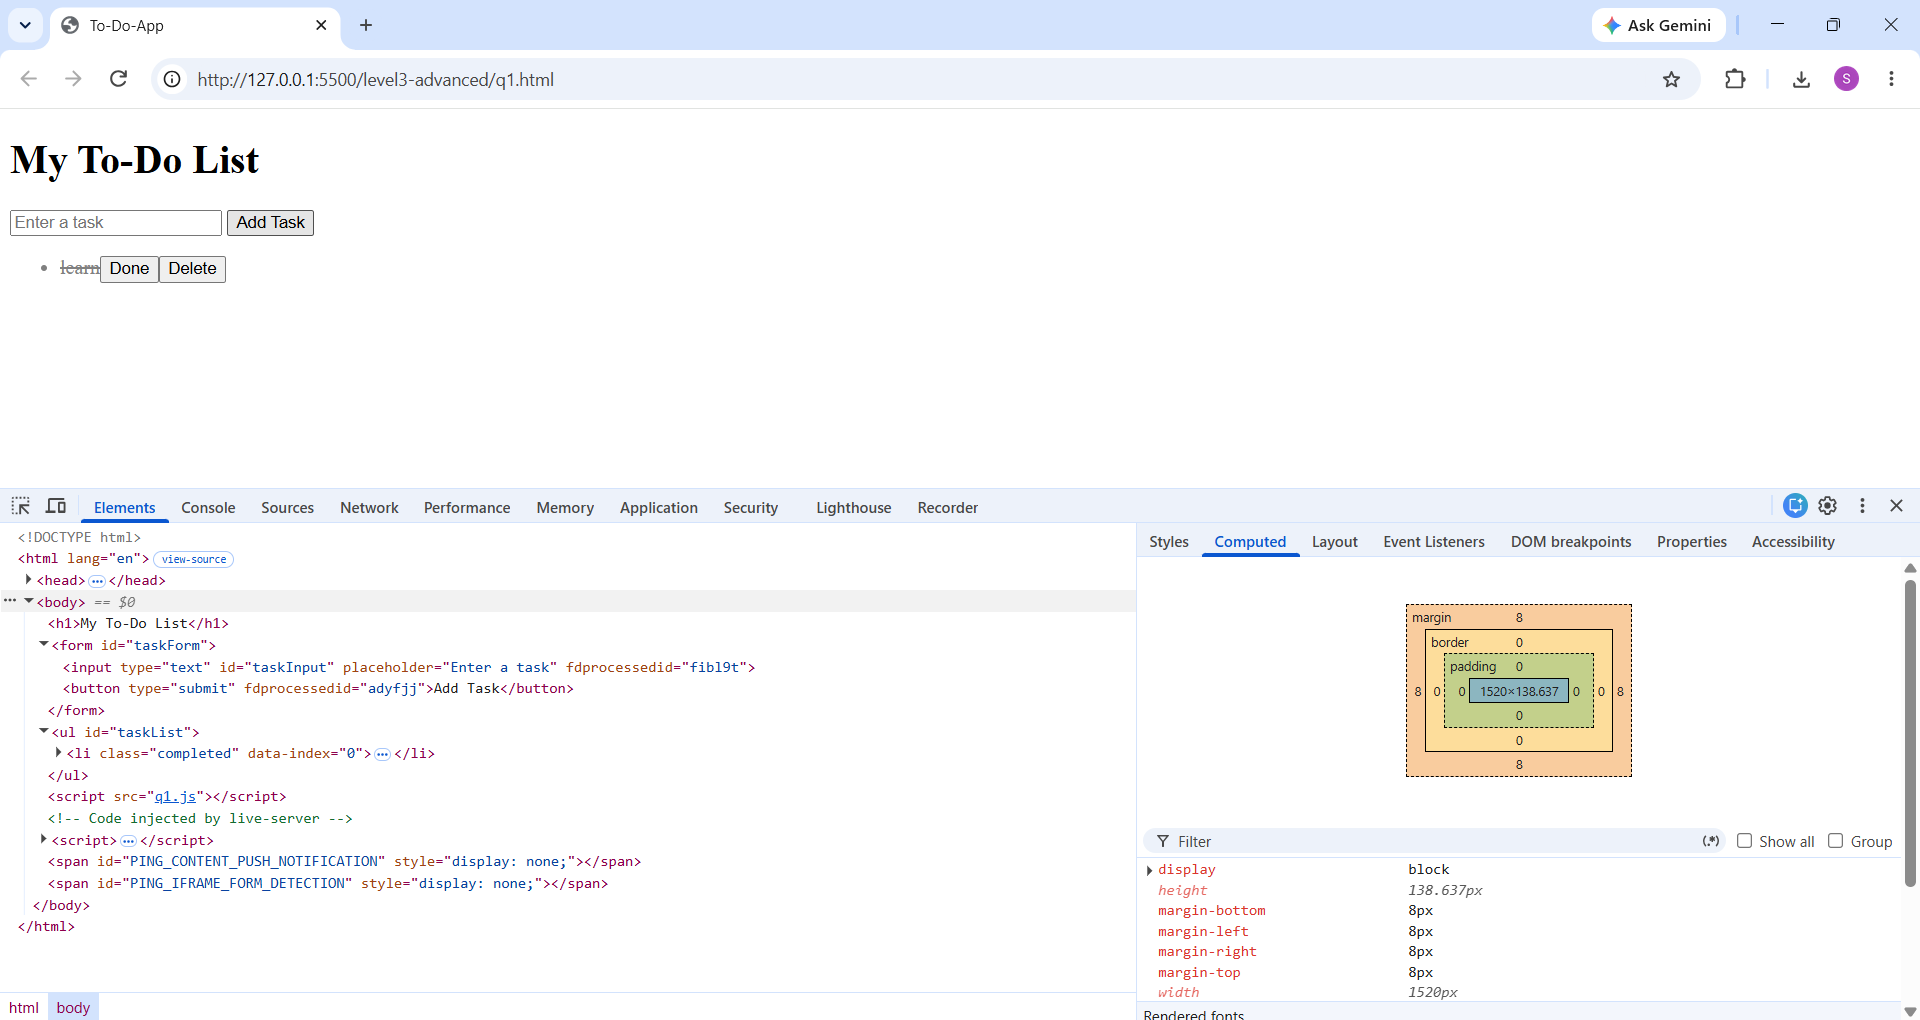 To-Do-App
Ask Gemini
http://127.0.0.1:5500/level3-advanced/q1.html
S
My To-Do List
Enter a task Add Task
learn Done Delete
Elements Console Sources Network Performance Memory Application Security Lighthouse Recorder
<!DOCTYPE html>
<html lang="en"> view-source
<head> ... </head>
... <body> == $0
<h1>My To-Do List</h1>
<form id="taskForm">
<input type="text" id="taskInput" placeholder="Enter a task" fdprocessedid="fibl9t">
<button type="submit" fdprocessedid="adyfjj">Add Task</button>
</form>
<ul id="taskList">
<li class="completed" data-index="0"> ... </li>
</ul>
<script src="q1.js"></script>
<!-- Code injected by live-server -->
<script> ... </script>
<span id="PING_CONTENT_PUSH_NOTIFICATION" style="display: none;"></span>
<span id="PING_IFRAME_FORM_DETECTION" style="display: none;"></span>
</body>
</html>
html body
Styles Computed Layout Event Listeners DOM breakpoints Properties Accessibility
margin 8
border 0
padding 0
8 0 0 1520×138.637 0 0 8
0
0
8
Filter (.*) Show all Group
display block
height 138.637px
margin-bottom 8px
margin-left 8px
margin-right 8px
margin-top 8px
width 1520px
Rendered fonts